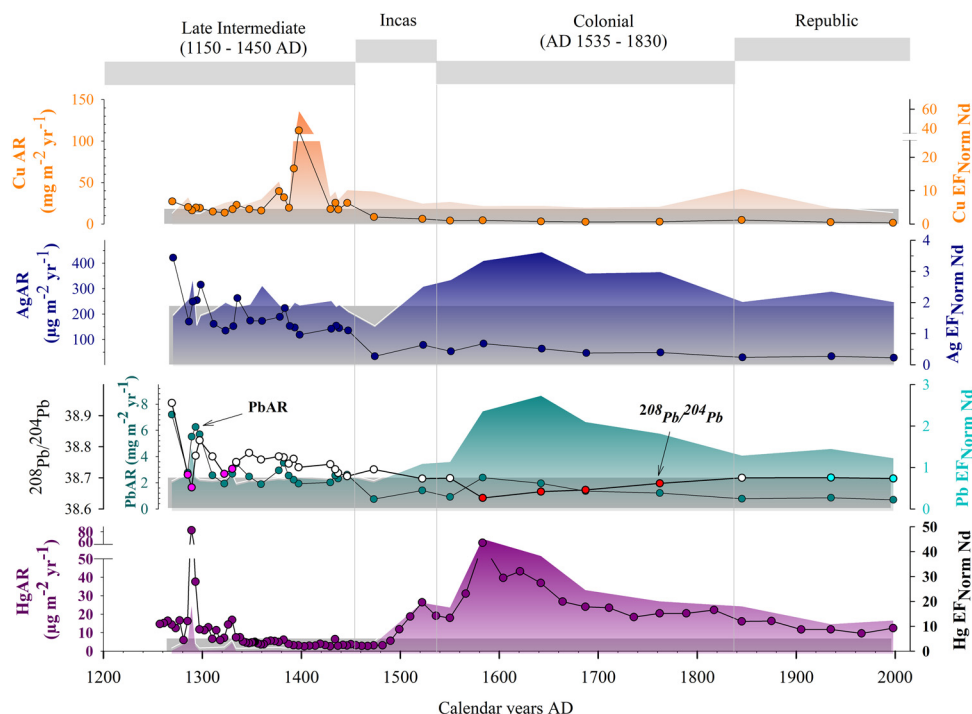 Late Intermediate
(1150 - 1450 AD)
Incas
Colonial
(AD 1535 - 1830)
Republic
Cu AR
(mg m-2 yr-1)
150
100
50
0
60
40
20
10
0
Cu EFNorm Nd
AgAR
(µg m-2 yr-1)
400
300
200
100
4
3
2
1
0
Ag EFNorm Nd
208Pb/204Pb
38.9
38.8
38.7
38.6
PbAR (mg m-2 yr-1)
8
6
4
2
0
PbAR
208Pb/204Pb
3
2
1
0
Pb EFNorm Nd
HgAR
(µg m-2 yr-1)
80
60
50
40
30
20
10
0
50
40
30
20
10
0
Hg EFNorm Nd
1200
1300
1400
1500
1600
1700
1800
1900
2000
Calendar years AD